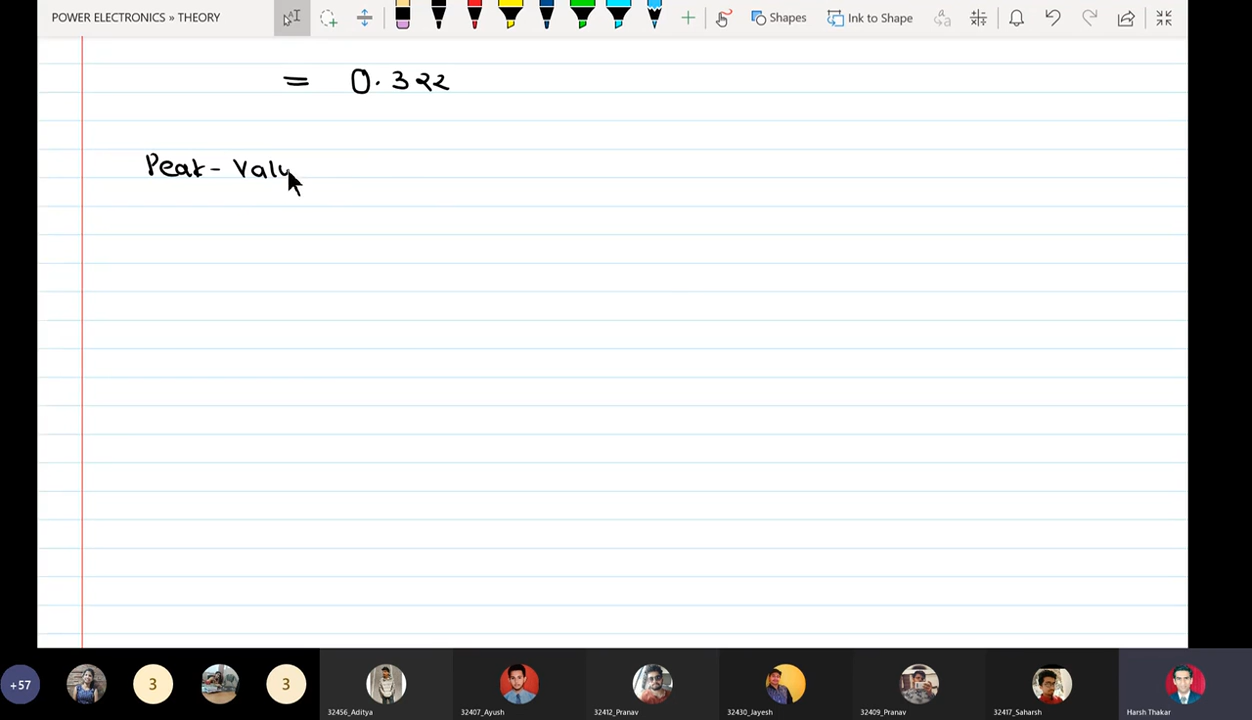 POWER ELECTRONICS » THEORY
Shapes
Ink to Shape
= 0.322
Peak - Valu
+57
3
3
32456_Aditya
32407_Ayush
32412_Pranav
32430_Jayesh
32409_Pranav
32417_Saharsh
Harsh Thakar